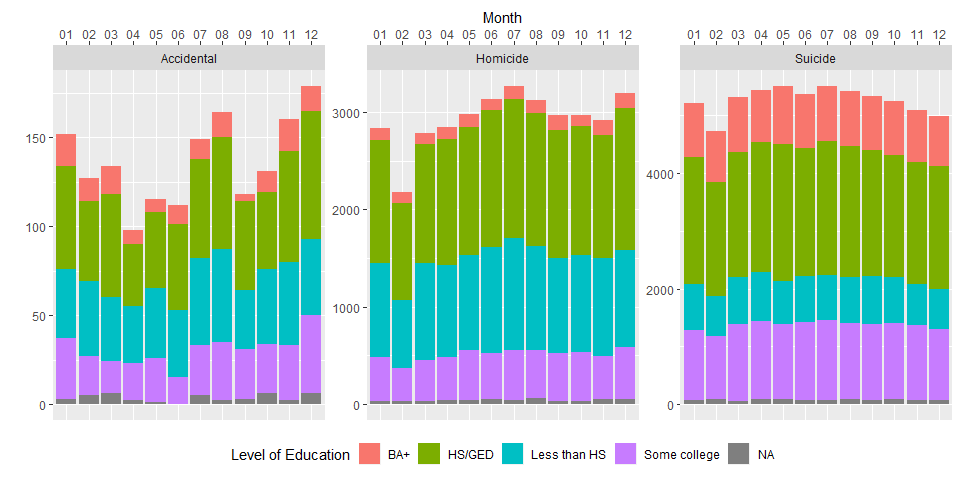 Month
01 02 03 04 05 06 07 08 09 10 11 12 01 02 03 04 05 06 07 08 09 10 11 12 01 02 03 04 05 06 07 08 09 10 11 12
Accidental Homicide Suicide
150
100
50
0
3000
2000
1000
0
4000
2000
0
Level of Education BA+ HS/GED Less than HS Some college NA